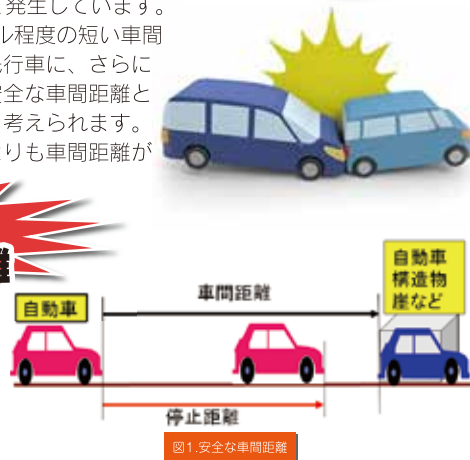 発生しています。
ル程度の短い車間
行車に、さらに
安全な車間距離と
考えられます。
りも車間距離が
離
自動車
車間距離
自動車
構造物
崖など
停止距離
図1.安全な車間距離